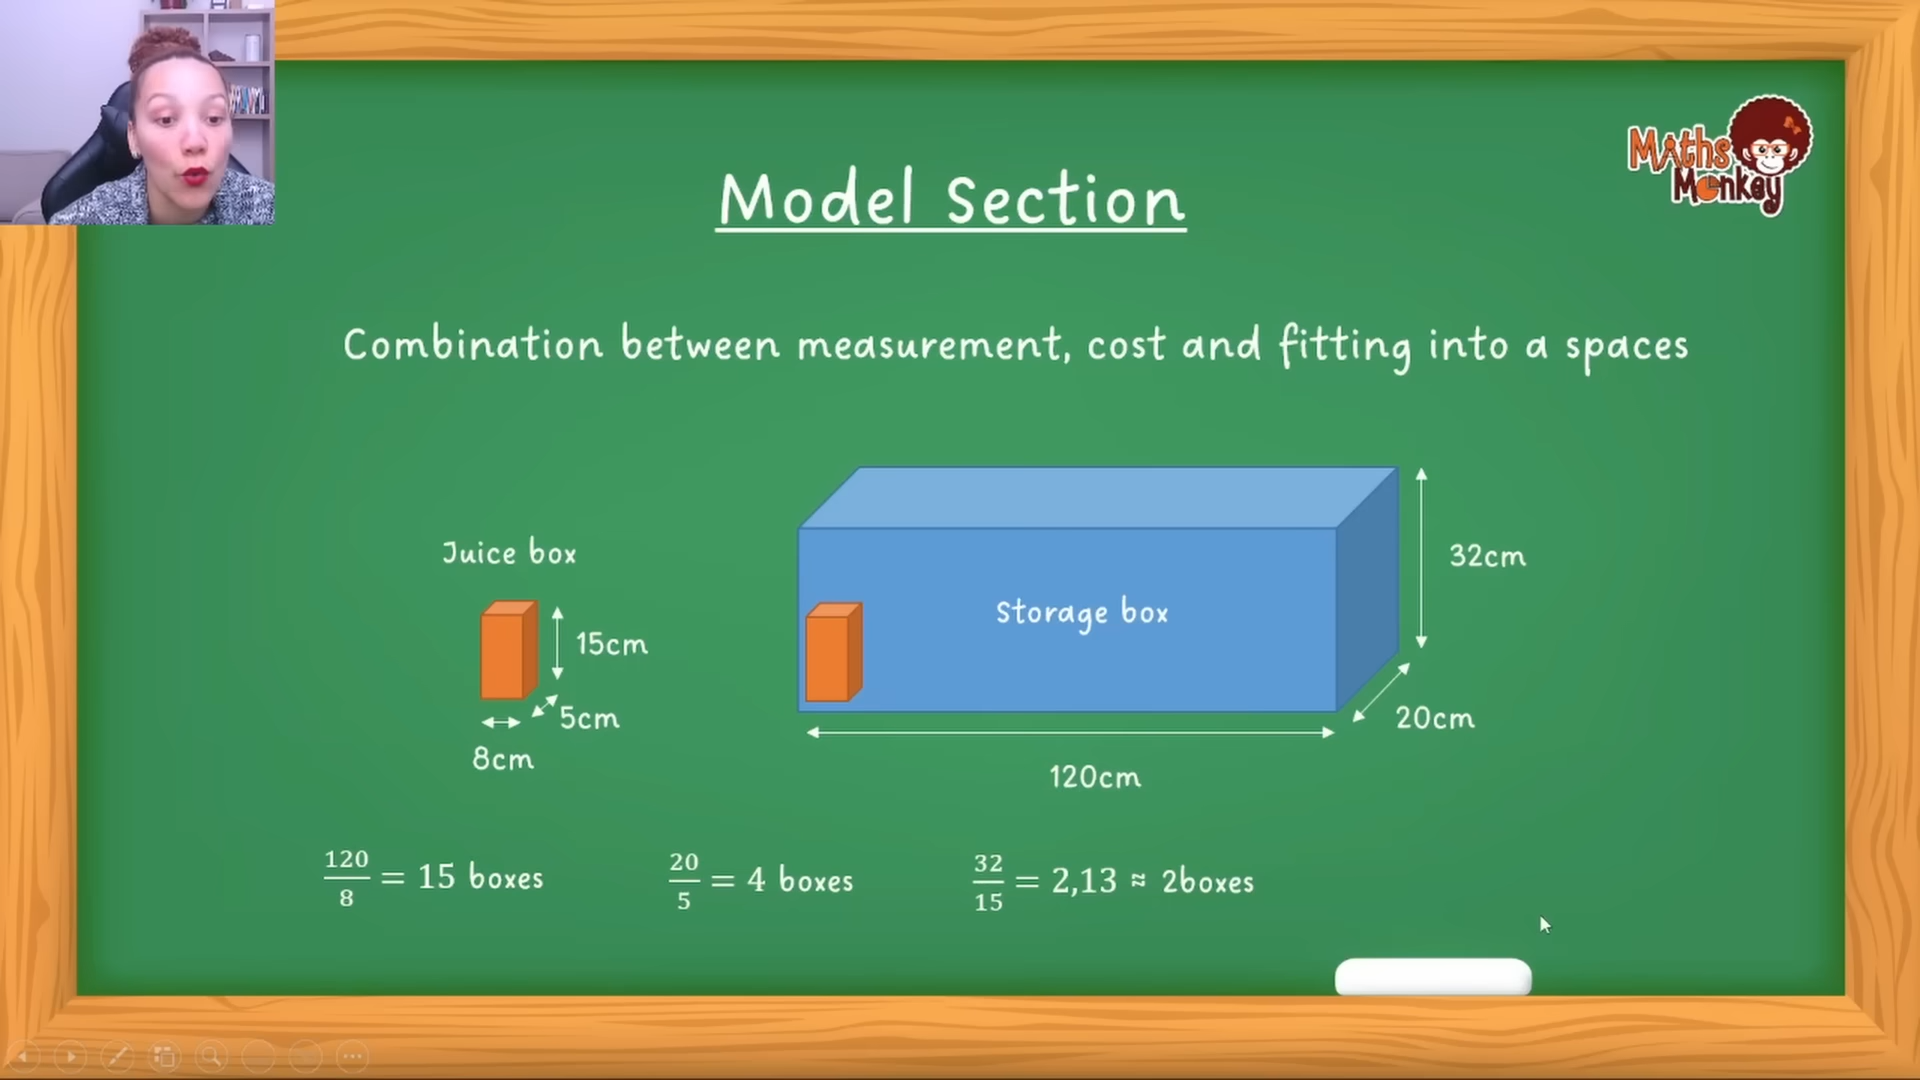 Maths
Monkey
Model Section
Combination between measurement, cost and fitting into a spaces
Juice box
15cm
5cm
8cm
Storage box
32cm
20cm
120cm
120/8 = 15 boxes
20/5 = 4 boxes
32/15 = 2,13 ≈ 2boxes